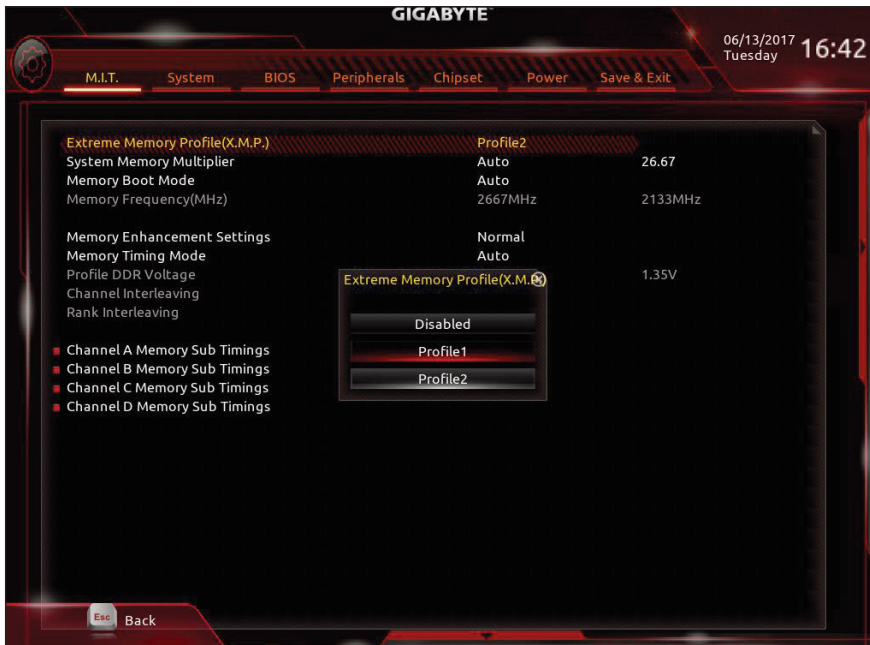 GIGABYTE™
06/13/2017 16:42
Tuesday
M.I.T. System BIOS Peripherals Chipset Power Save & Exit
Extreme Memory Profile(X.M.P.) Profile2
System Memory Multiplier Auto 26.67
Memory Boot Mode Auto
Memory Frequency(MHz) 2667MHz 2133MHz
Memory Enhancement Settings Normal
Memory Timing Mode Auto
Profile DDR Voltage 1.35V
Channel Interleaving
Rank Interleaving
Channel A Memory Sub Timings
Channel B Memory Sub Timings
Channel C Memory Sub Timings
Channel D Memory Sub Timings
Extreme Memory Profile(X.M.P.)
Disabled
Profile1
Profile2
Esc Back